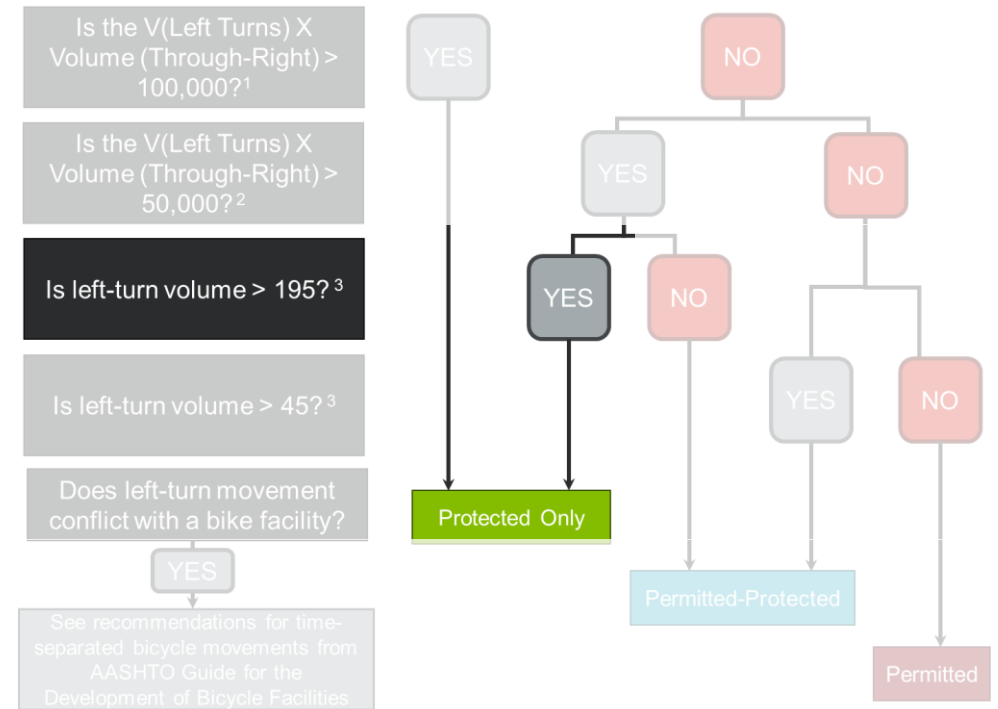 Is the V(Left Turns) X
Volume (Through-Right) >
100,000?¹
YES
NO
Is the V(Left Turns) X
Volume (Through-Right) >
50,000?²
YES
NO
Is left-turn volume > 195?³
YES
NO
Is left-turn volume > 45?³
YES
NO
Does left-turn movement
conflict with a bike facility?
Protected Only
YES
Permitted-Protected
See recommendations for time-
separated bicycle movements from
AASHTO Guide for the
Development of Bicycle Facilities
Permitted